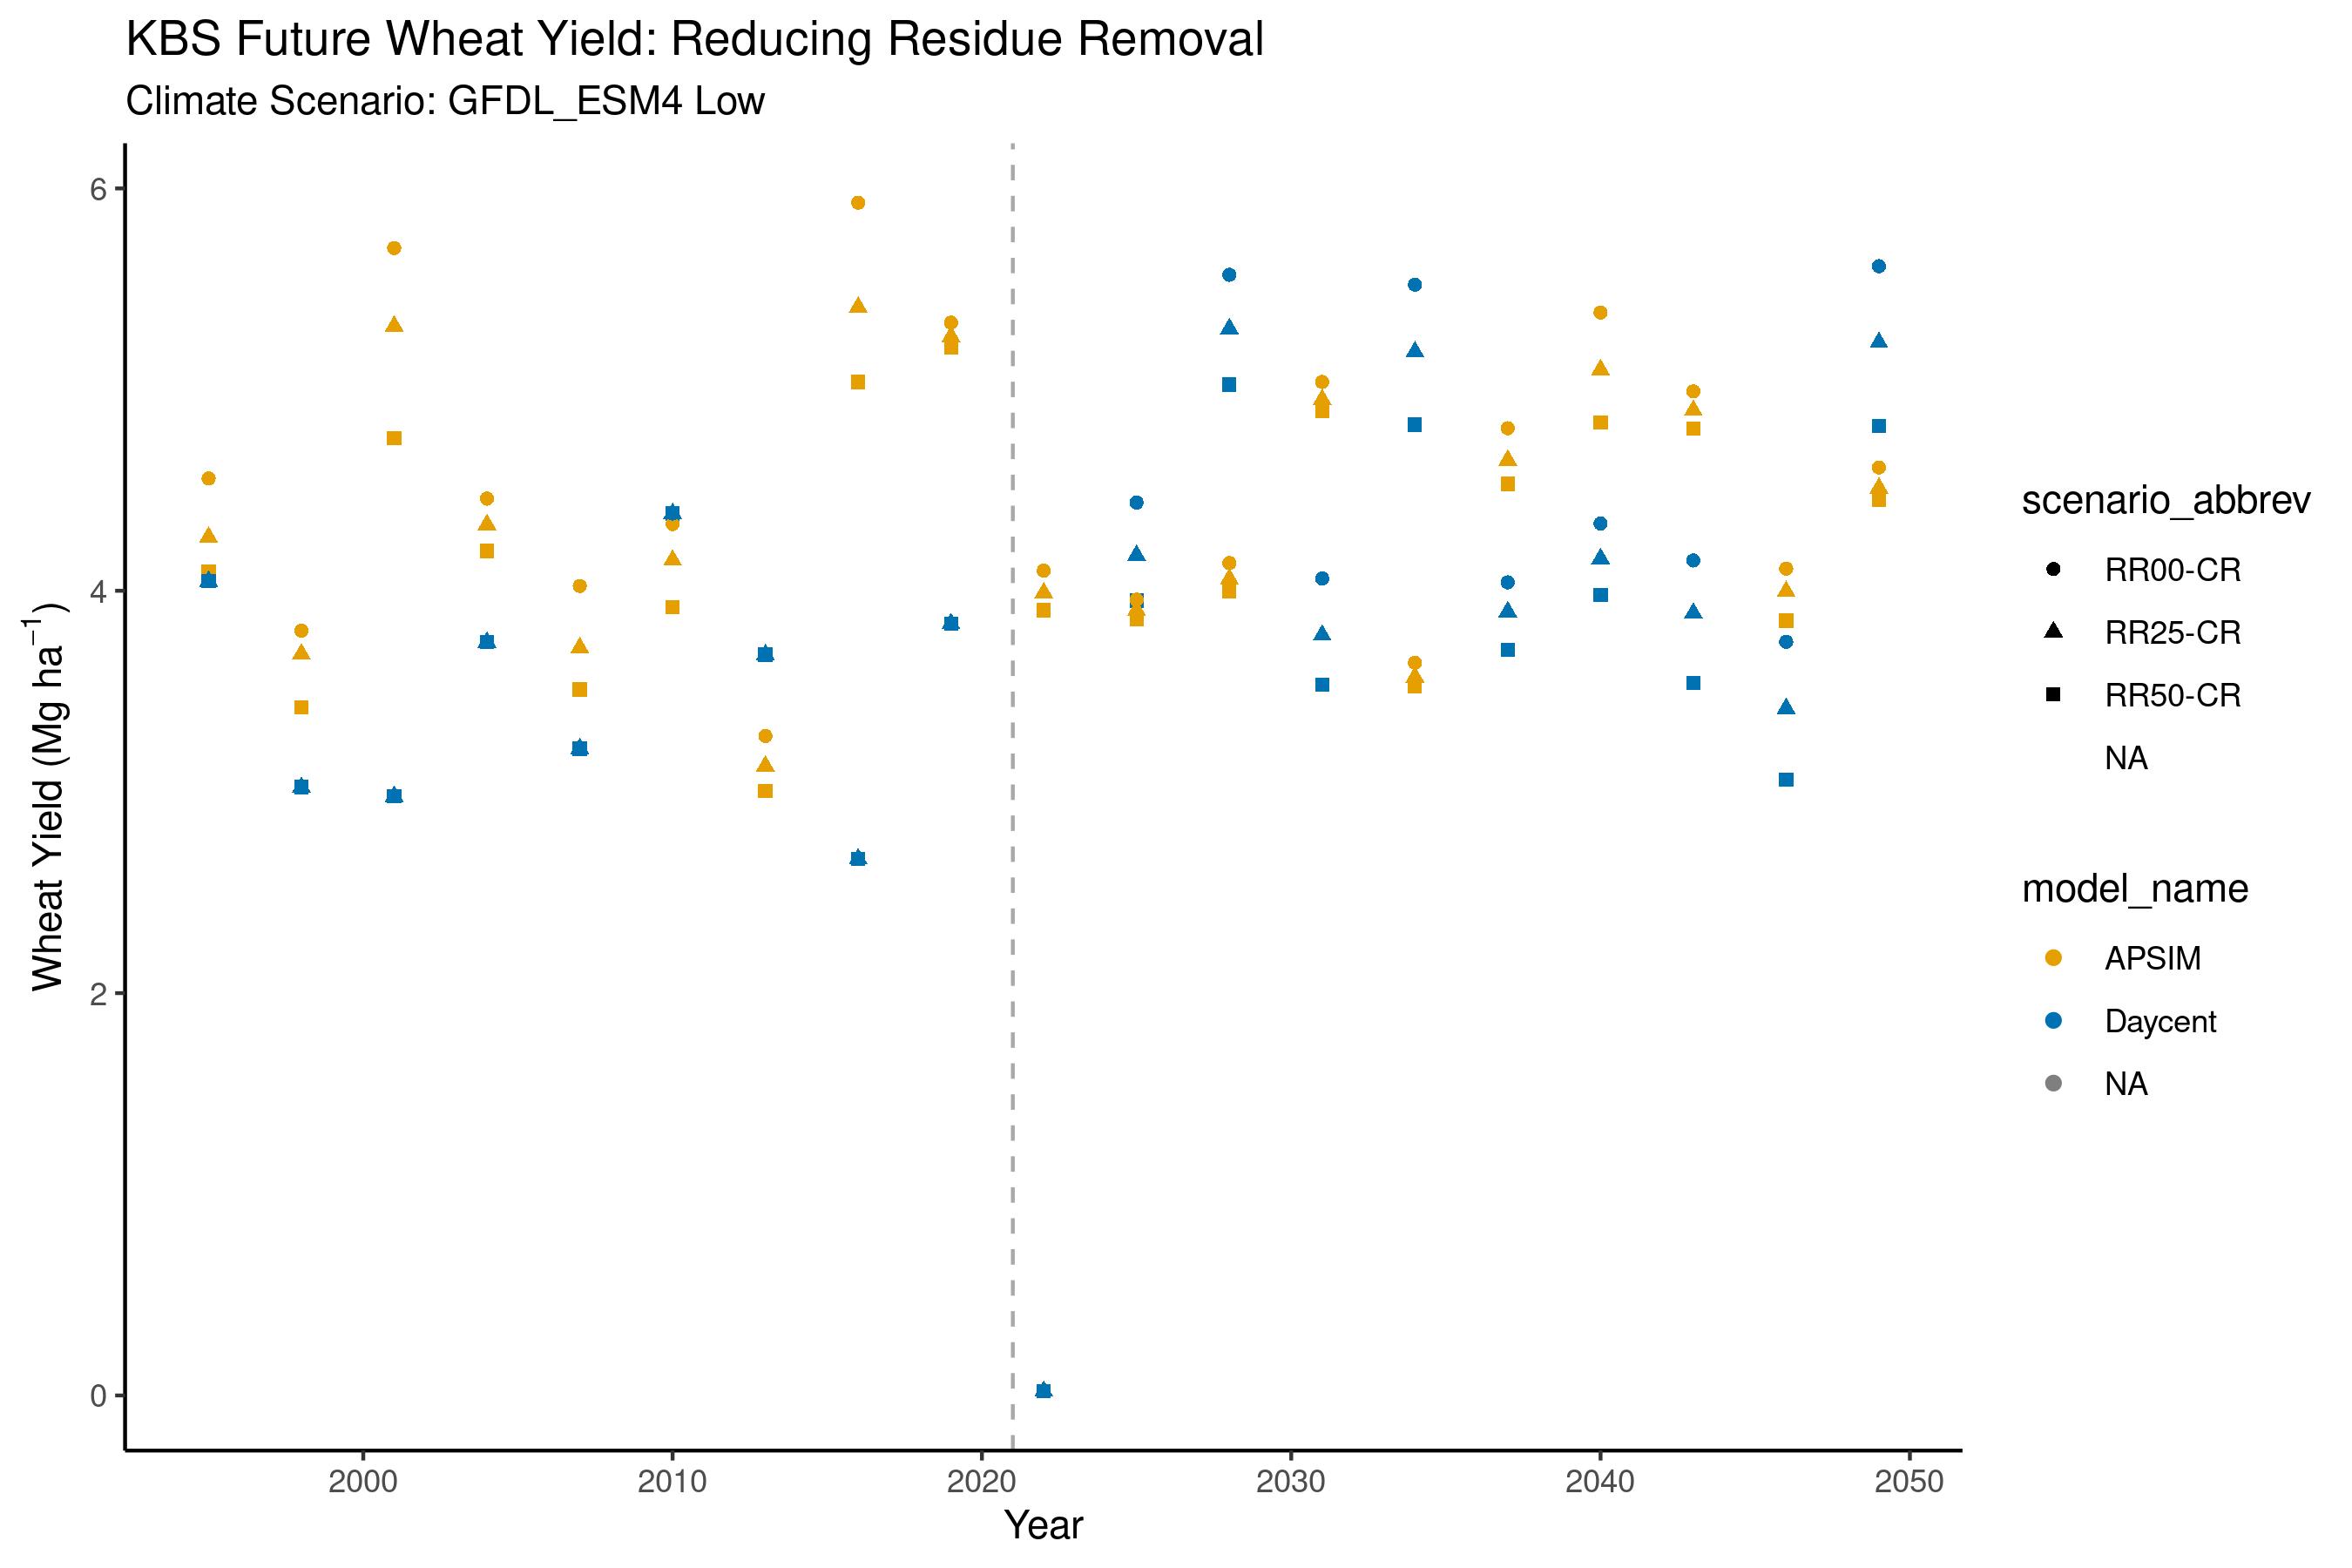 KBS Future Wheat Yield: Reducing Residue Removal
Climate Scenario: GFDL_ESM4 Low
Wheat Yield (Mg ha⁻¹)
6
4
2
0
2000
2010
2020
2030
2040
2050
Year
scenario_abbrev
RR00-CR
RR25-CR
RR50-CR
NA
model_name
APSIM
Daycent
NA